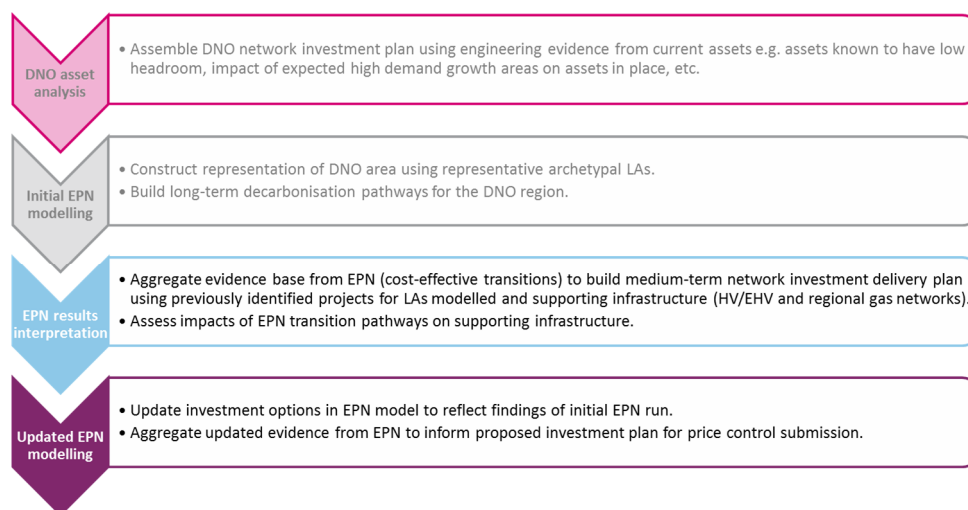 DNO asset
analysis
• Assemble DNO network investment plan using engineering evidence from current assets e.g. assets known to have low
headroom, impact of expected high demand growth areas on assets in place, etc.
Initial EPN
modelling
• Construct representation of DNO area using representative archetypal LAs.
• Build long-term decarbonisation pathways for the DNO region.
EPN results
interpretation
• Aggregate evidence base from EPN (cost-effective transitions) to build medium-term network investment delivery plan
using previously identified projects for LAs modelled and supporting infrastructure (HV/EHV and regional gas networks).
• Assess impacts of EPN transition pathways on supporting infrastructure.
Updated EPN
modelling
• Update investment options in EPN model to reflect findings of initial EPN run.
• Aggregate updated evidence from EPN to inform proposed investment plan for price control submission.